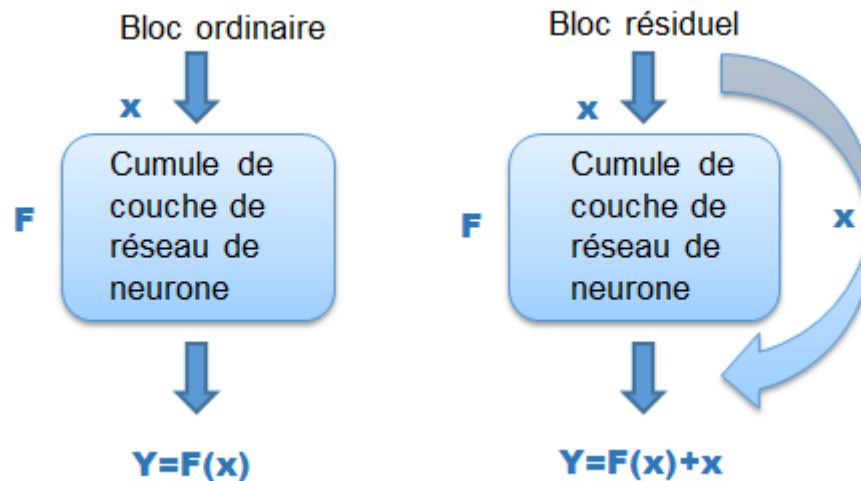 Bloc ordinaire
x
F
Cumule de
couche de
réseau de
neurone
Y=F(x)
Bloc résiduel
x
F
Cumule de
couche de
réseau de
neurone
x
Y=F(x)+x